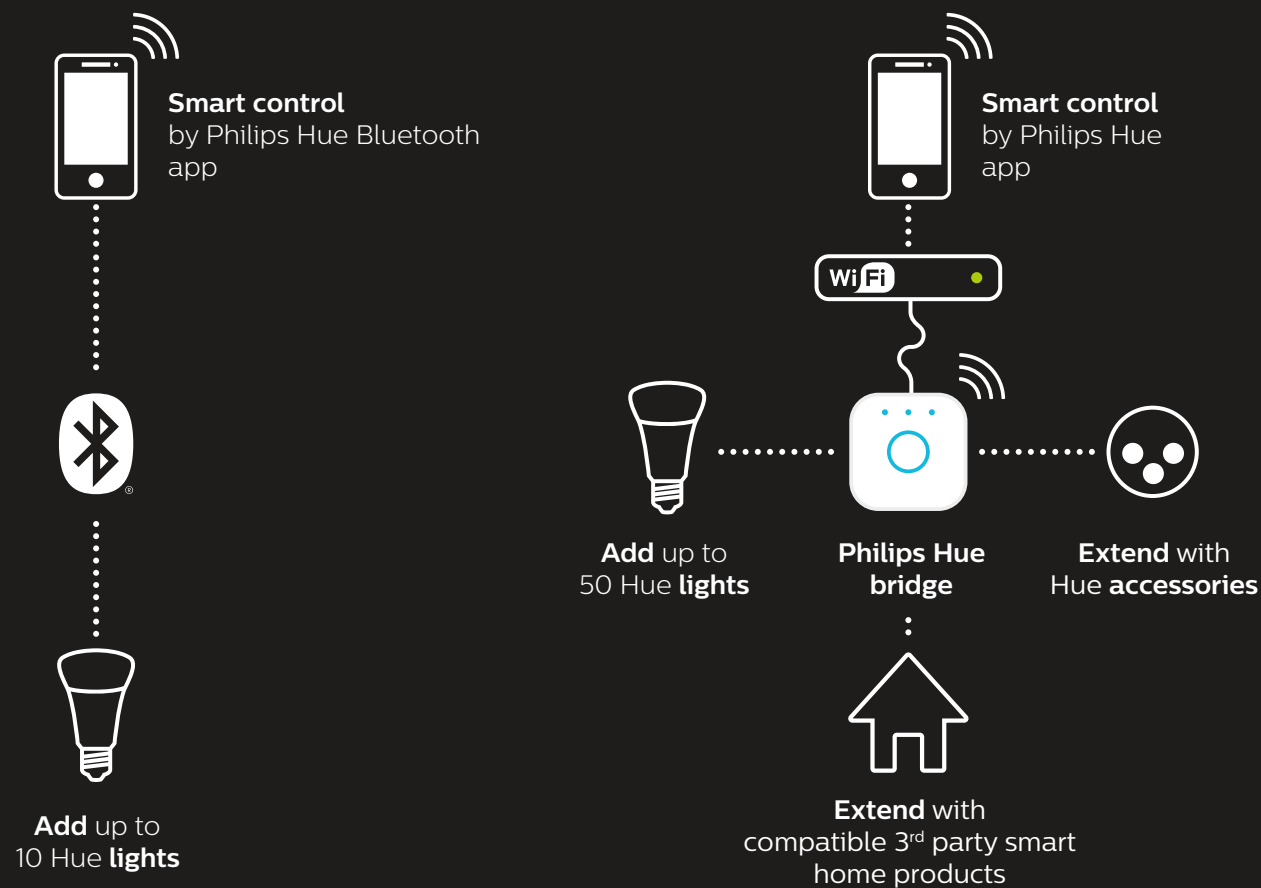 Smart control
by Philips Hue Bluetooth
app
®
Add up to
10 Hue lights
Smart control
by Philips Hue
app
WiFi
Add up to
50 Hue lights
Philips Hue
bridge
Extend with
Hue accessories
Extend with
compatible 3rd party smart
home products